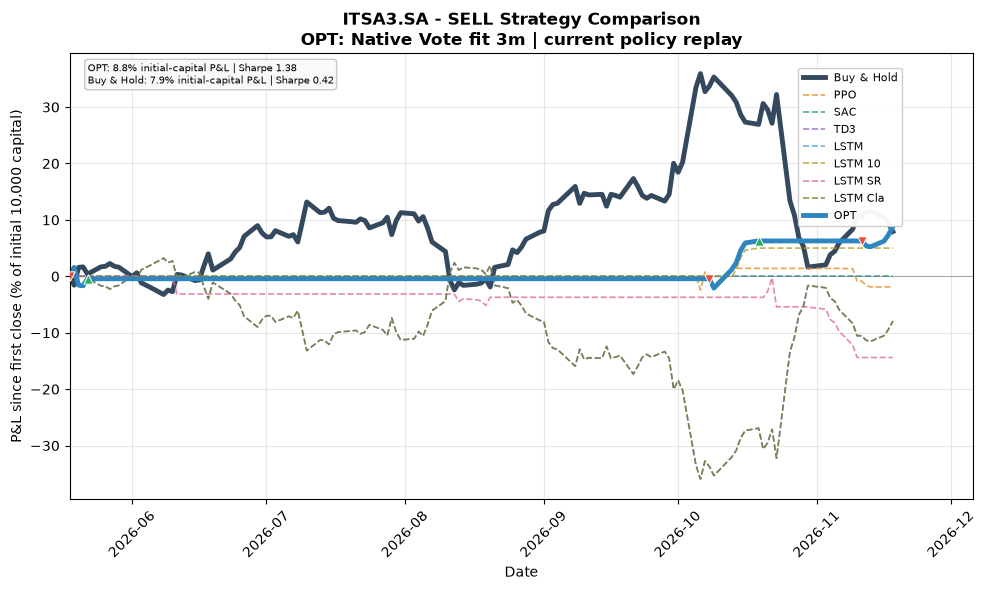 ITSA3.SA - SELL Strategy Comparison
OPT: Native Vote fit 3m | current policy replay
OPT: 8.8% initial-capital P&L | Sharpe 1.38
Buy & Hold: 7.9% initial-capital P&L | Sharpe 0.42
Buy & Hold
PPO
SAC
TD3
LSTM
LSTM 10
LSTM SR
LSTM Cla
OPT
P&L since first close (% of initial 10,000 capital)
30
20
10
0
−10
−20
−30
2026-06
2026-07
2026-08
2026-09
2026-10
2026-11
2026-12
Date